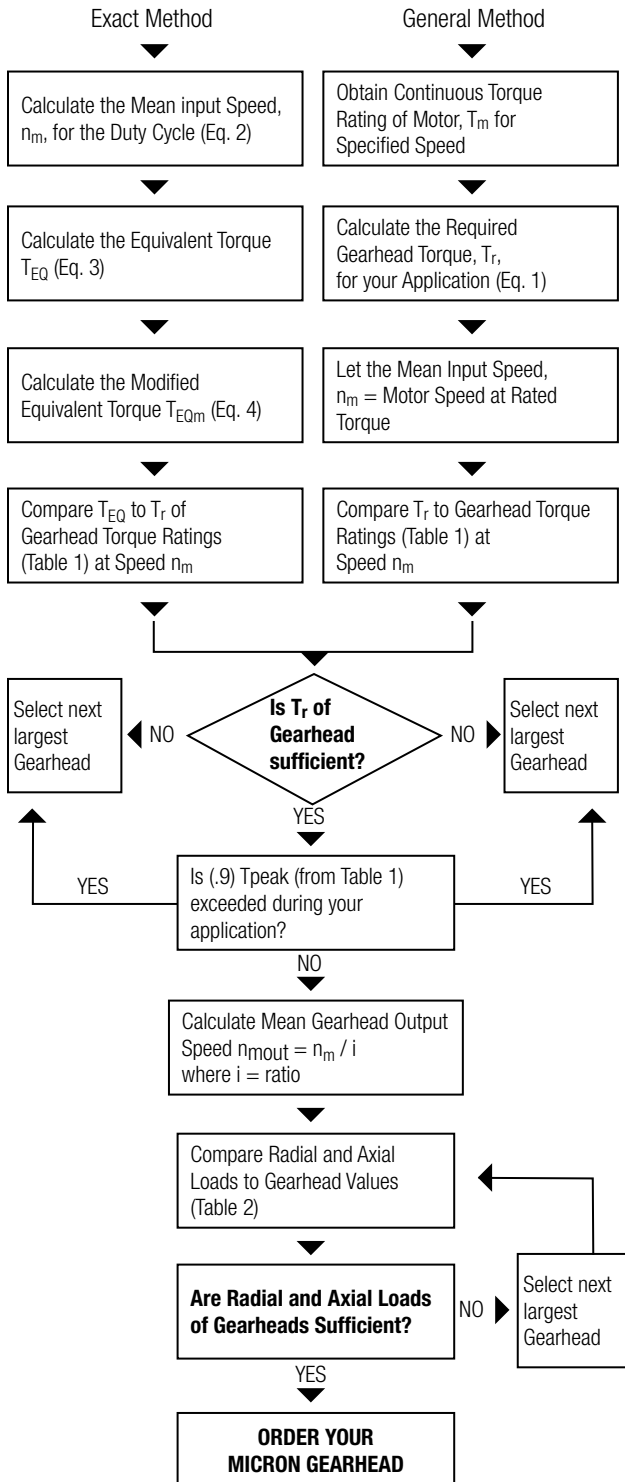 Exact Method
General Method
Calculate the Mean input Speed,
nm, for the Duty Cycle (Eq. 2)
Obtain Continuous Torque
Rating of Motor, Tm for
Specified Speed
Calculate the Equivalent Torque
TEQ (Eq. 3)
Calculate the Required
Gearhead Torque, Tr,
for your Application (Eq. 1)
Calculate the Modified
Equivalent Torque TEQm (Eq. 4)
Let the Mean Input Speed,
nm = Motor Speed at Rated
Torque
Compare TEQ to Tr of
Gearhead Torque Ratings
(Table 1) at Speed nm
Compare Tr to Gearhead Torque
Ratings (Table 1) at
Speed nm
Select next
largest
Gearhead
NO
Is Tr of
Gearhead
sufficient?
NO
Select next
largest
Gearhead
YES
YES
Is (.9) Tpeak (from Table 1)
exceeded during your
application?
YES
NO
Calculate Mean Gearhead Output
Speed nmout = nm / i
where i = ratio
Compare Radial and Axial
Loads to Gearhead Values
(Table 2)
Are Radial and Axial Loads
of Gearheads Sufficient?
NO
Select next
largest
Gearhead
YES
ORDER YOUR
MICRON GEARHEAD